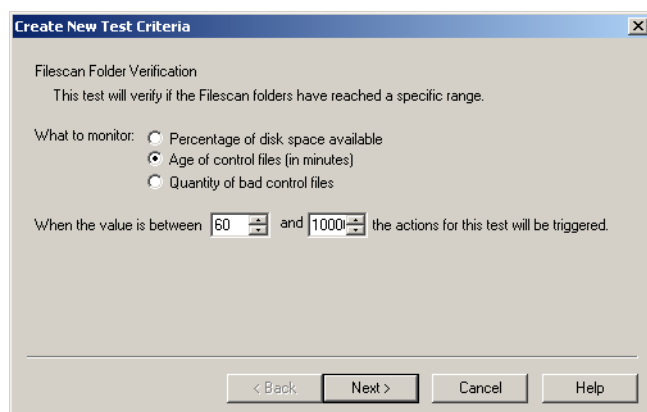 Create New Test Criteria
Filescan Folder Verification
This test will verify if the Filescan folders have reached a specific range.
What to monitor: Percentage of disk space available
Age of control files (in minutes)
Quantity of bad control files
When the value is between 60 and the actions for this test will be triggered.
< Back Next > Cancel Help